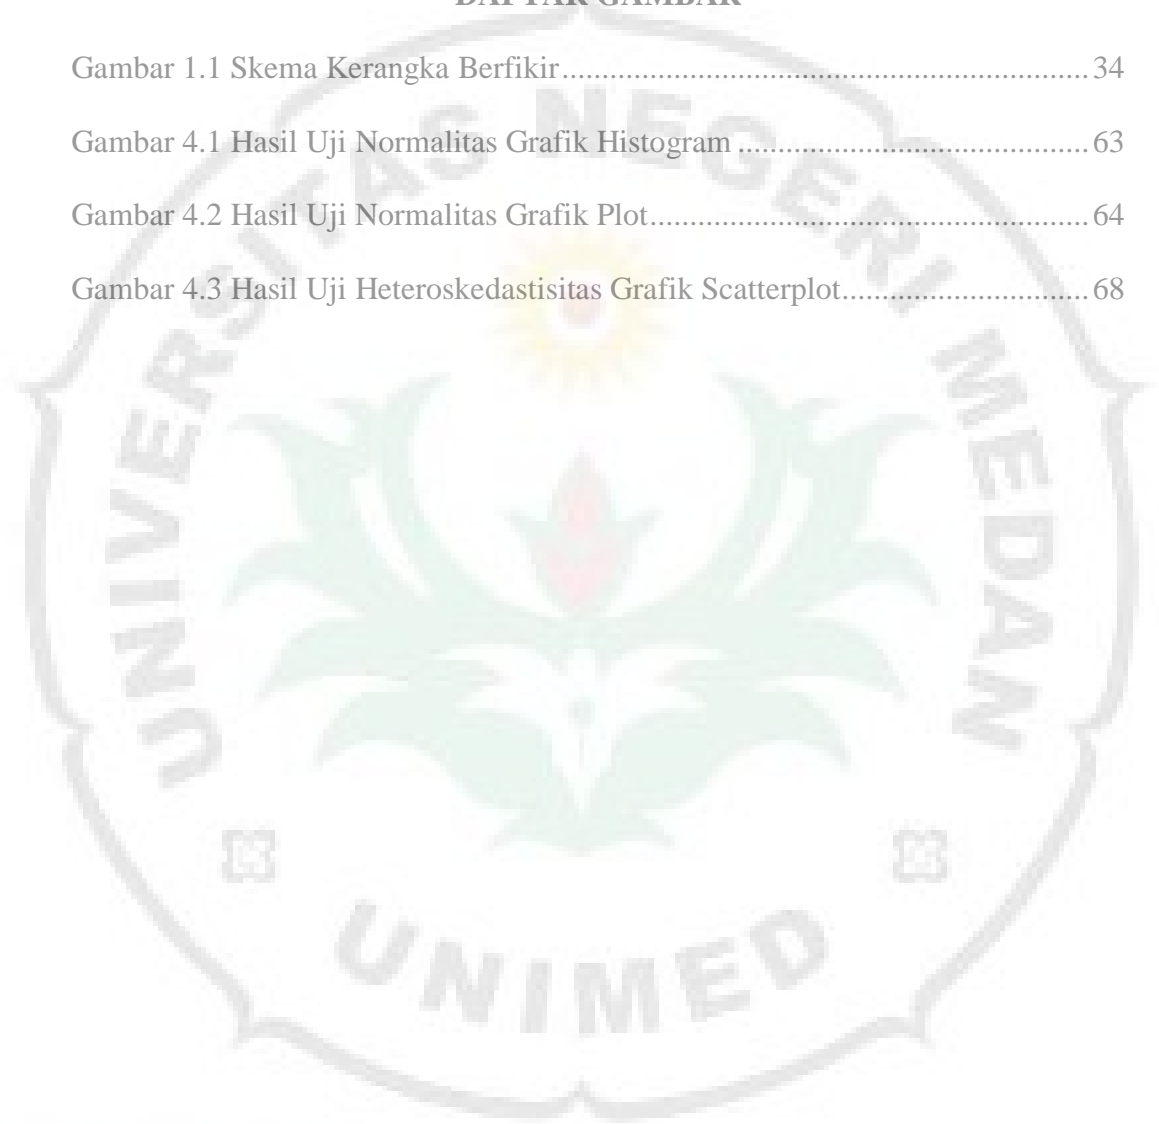 DAFTAR GAMBAR
Gambar 1.1 Skema Kerangka Berfikir................................................................34
Gambar 4.1 Hasil Uji Normalitas Grafik Histogram..........................................63
Gambar 4.2 Hasil Uji Normalitas Grafik Plot.....................................................64
Gambar 4.3 Hasil Uji Heteroskedastisitas Grafik Scatterplot..............................68
UNIVERSITAS NEGERI MEDAN
UNIMED